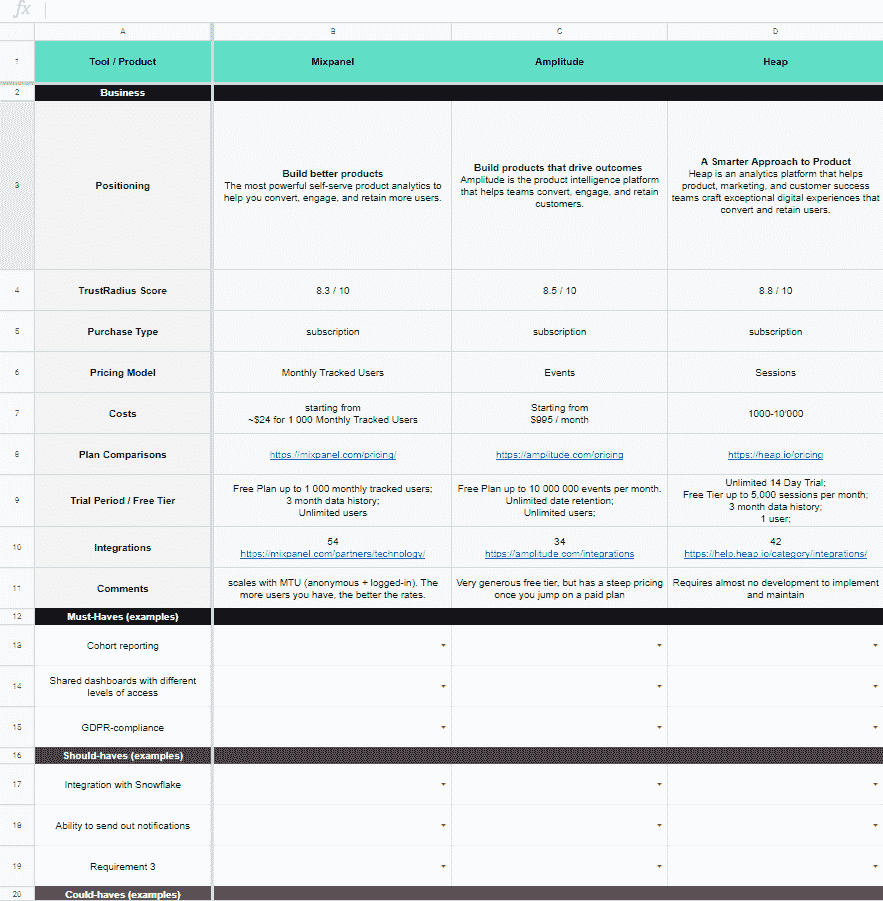 fx
A B C D
1 Tool / Product Mixpanel Amplitude Heap
2 Business
3 Positioning
Build better products
The most powerful self-serve product analytics to
help you convert, engage, and retain more users.
Build products that drive outcomes
Amplitude is the product intelligence platform
that helps teams convert, engage, and retain
customers.
A Smarter Approach to Product
Heap is an analytics platform that helps
product, marketing, and customer success
teams craft exceptional digital experiences that
convert and retain users.
4 TrustRadius Score 8.3 / 10 8.5 / 10 8.8 / 10
5 Purchase Type subscription subscription subscription
6 Pricing Model Monthly Tracked Users Events Sessions
7 Costs
starting from
~$24 for 1 000 Monthly Tracked Users
Starting from
$995 / month
1000-10'000
8 Plan Comparisons https://mixpanel.com/pricing/ https://amplitude.com/pricing https://heap.io/pricing
9 Trial Period / Free Tier
Free Plan up to 1 000 monthly tracked users;
3 month data history;
Unlimited users
Free Plan up to 10 000 000 events per month.
Unlimited date retention;
Unlimited users;
Unlimited 14 Day Trial;
Free Tier up to 5,000 sessions per month;
3 month data history;
1 user;
10 Integrations
54
https://mixpanel.com/partners/technology/
34
https://amplitude.com/integrations
42
https://help.heap.io/category/integrations/
11 Comments
scales with MTU (anonymous + logged-in). The
more users you have, the better the rates.
Very generous free tier, but has a steep pricing
once you jump on a paid plan
Requires almost no development to implement
and maintain
12 Must-Haves (examples)
13 Cohort reporting
14 Shared dashboards with different
levels of access
15 GDPR-compliance
16 Should-haves (examples)
17 Integration with Snowflake
18 Ability to send out notifications
19 Requirement 3
20 Could-haves (examples)